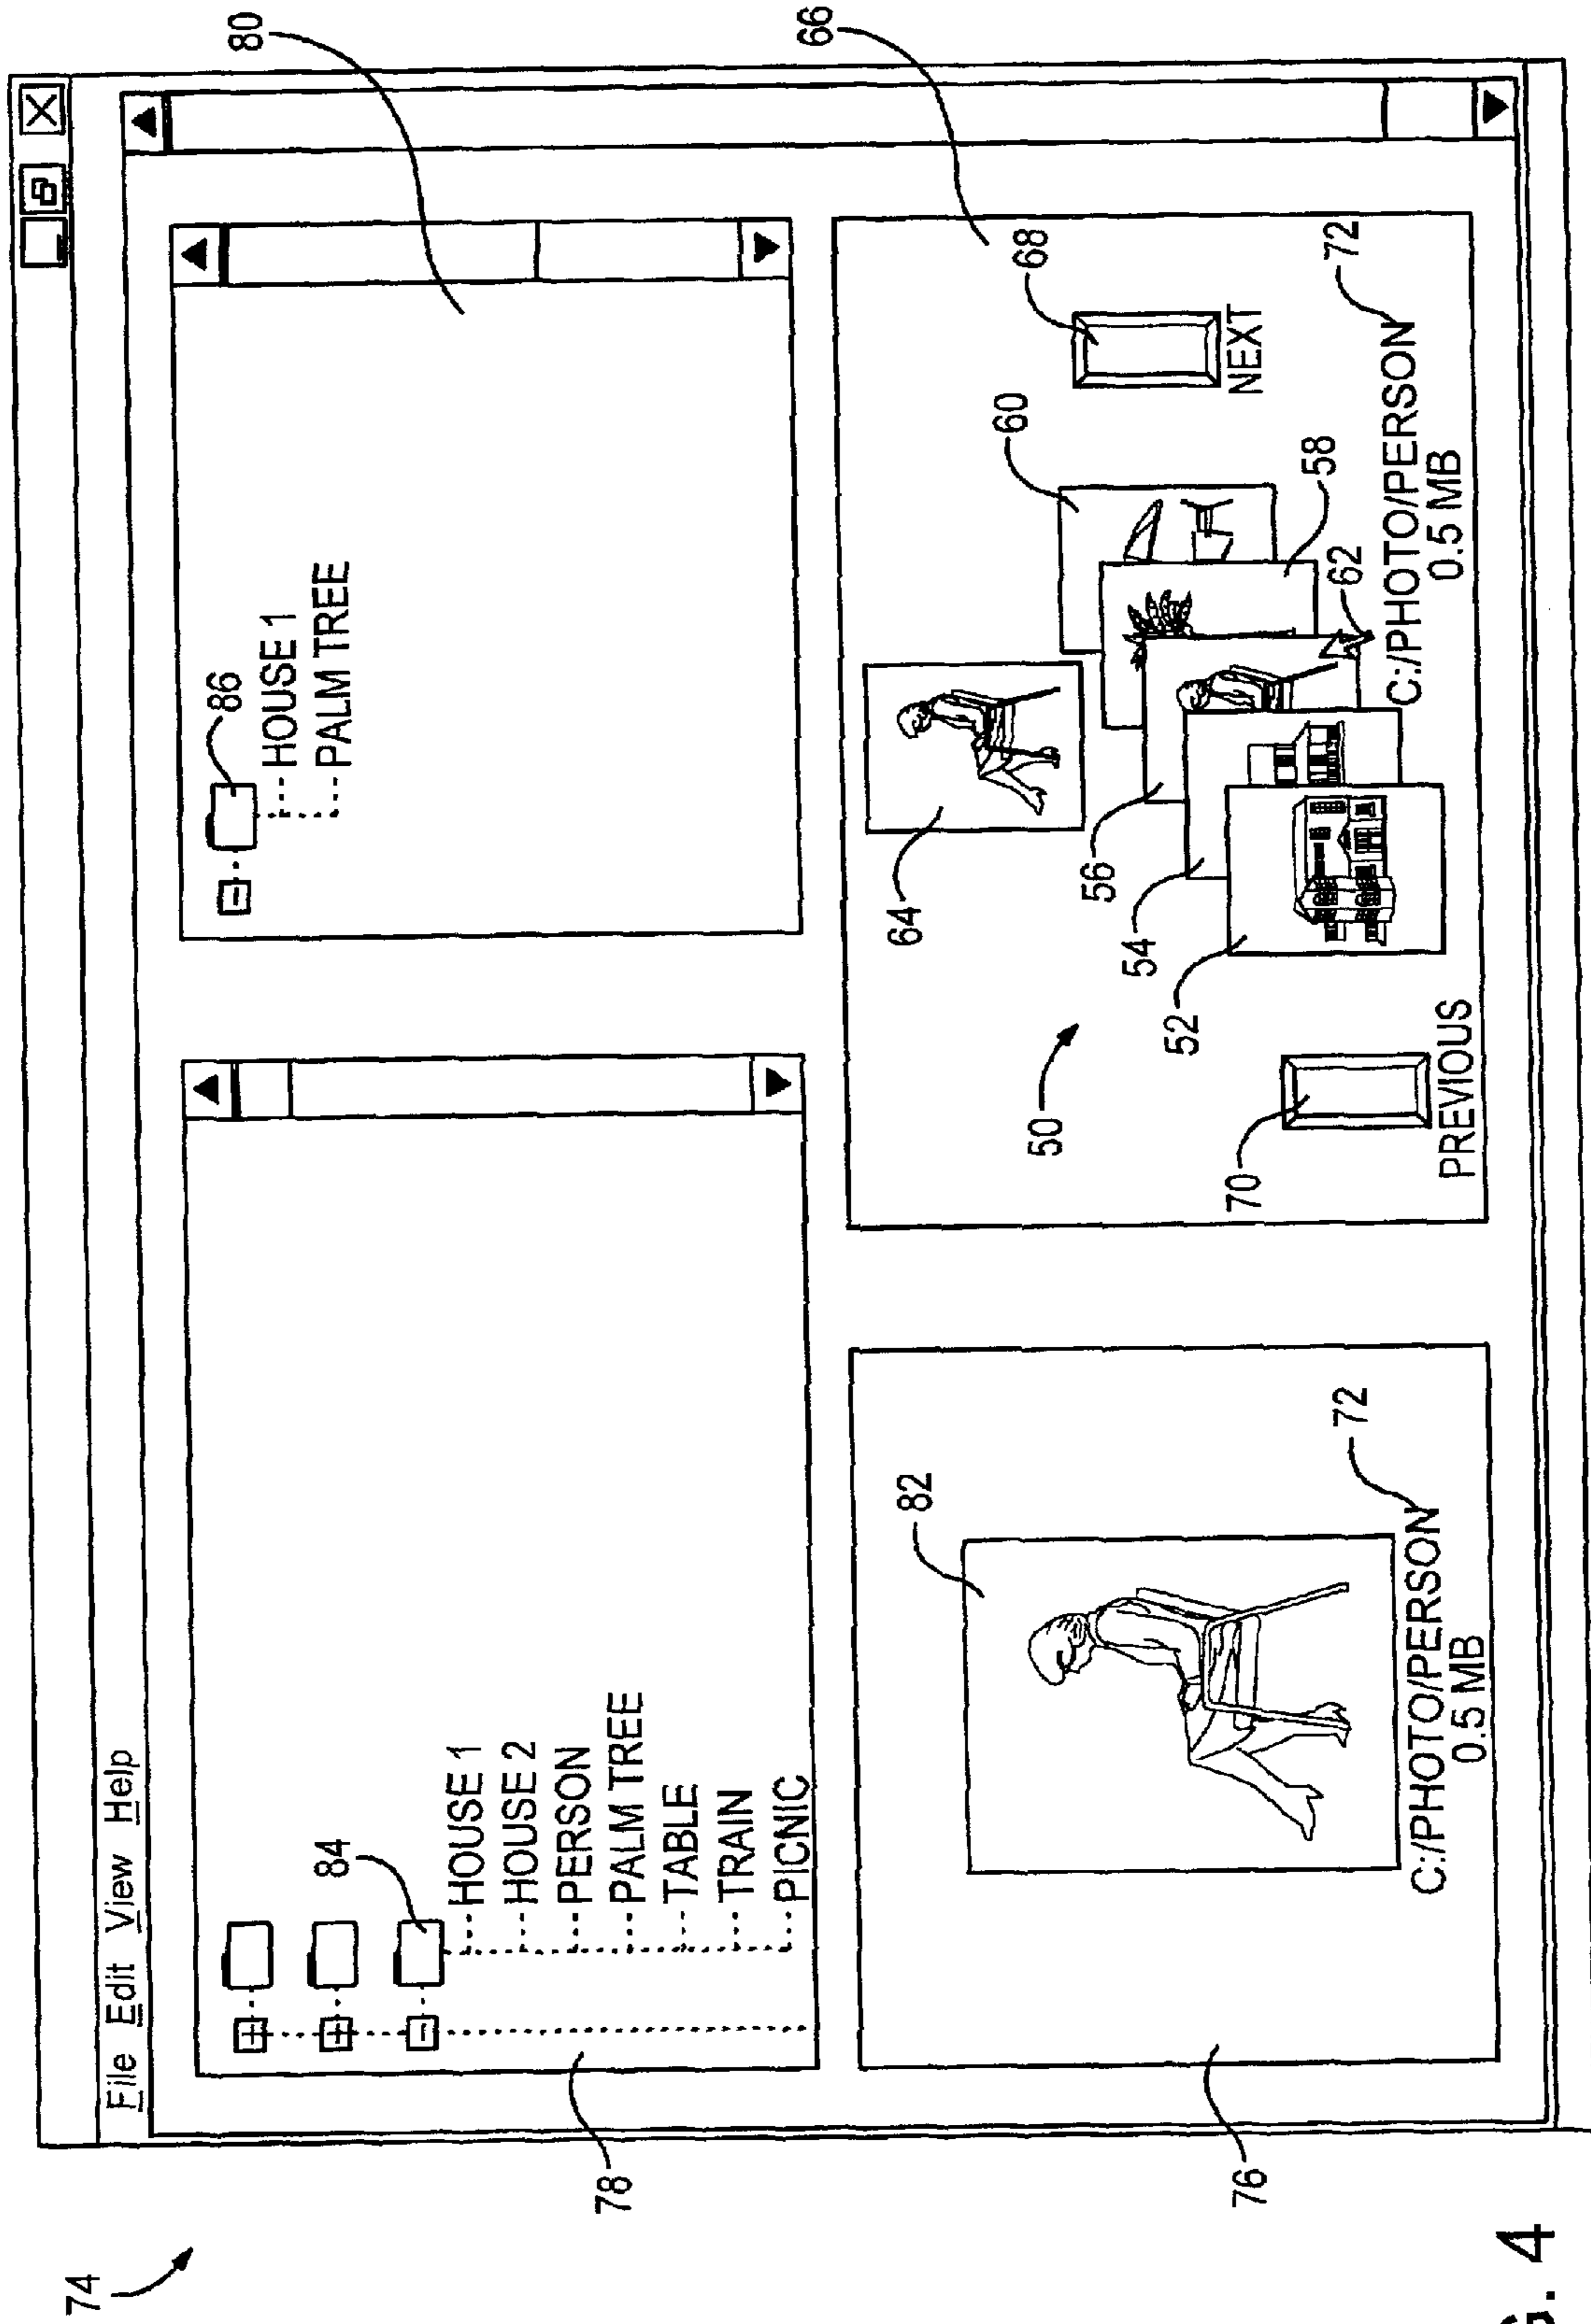 74
File Edit View Help
84
HOUSE 1
HOUSE 2
PERSON
PALM TREE
TABLE
TRAIN
PICNIC
78
86
HOUSE 1
PALM TREE
80
82
72
C:/PHOTO/PERSON
0.5 MB
76
66
64
60
68
NEXT
50
56
54
52
58
62
70
PREVIOUS
72
C:/PHOTO/PERSON
0.5 MB
G. 4